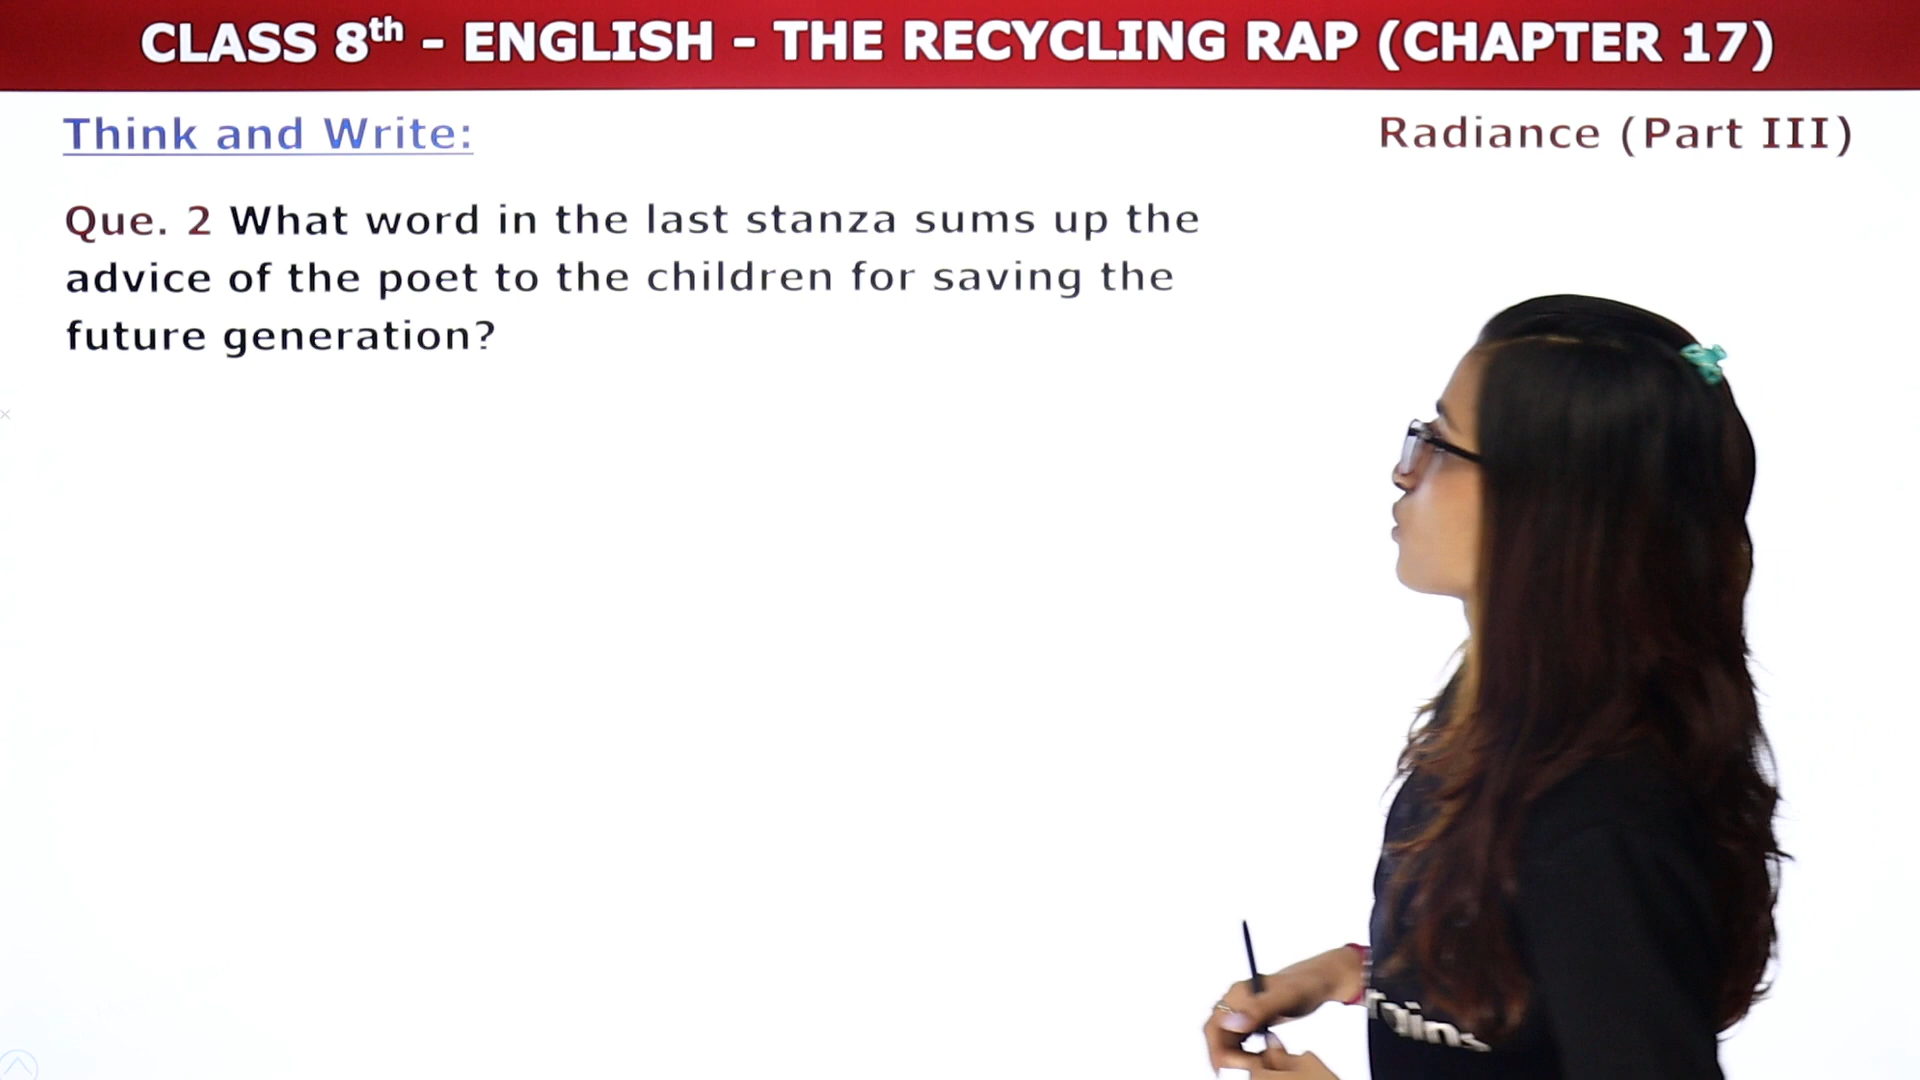 CLASS 8th - ENGLISH - THE RECYCLING RAP (CHAPTER 17)
Think and Write:
Radiance (Part III)
Que. 2 What word in the last stanza sums up the
advice of the poet to the children for saving the
future generation?